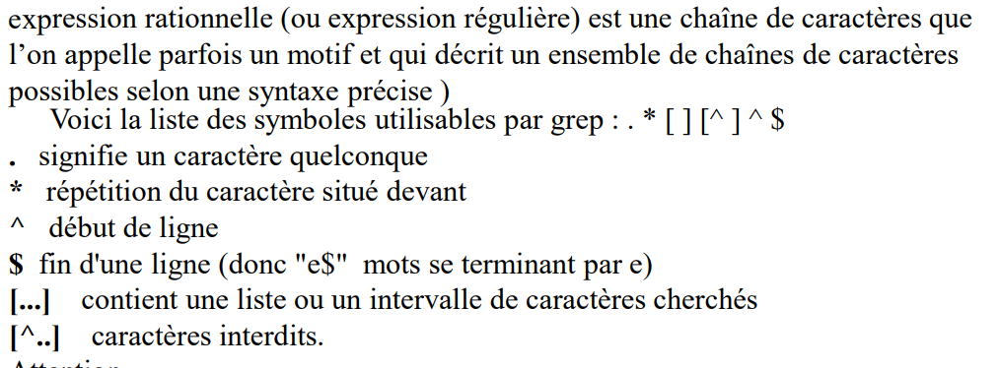 expression rationnelle (ou expression régulière) est une chaîne de caractères que
l’on appelle parfois un motif et qui décrit un ensemble de chaînes de caractères
possibles selon une syntaxe précise )
Voici la liste des symboles utilisables par grep : . * [ ] [^ ] ^ $
. signifie un caractère quelconque
* répétition du caractère situé devant
^ début de ligne
$ fin d'une ligne (donc "e$" mots se terminant par e)
[...] contient une liste ou un intervalle de caractères cherchés
[^..] caractères interdits.